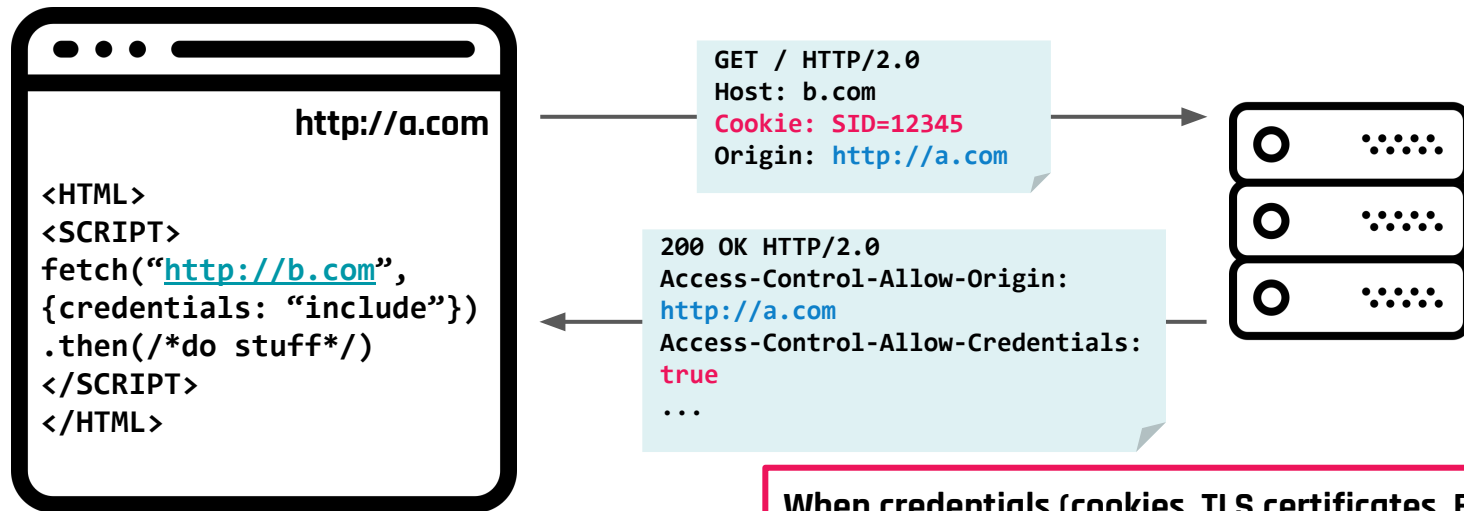 http://a.com
<HTML>
<SCRIPT>
fetch(“http://b.com”,
{credentials: “include”})
.then(/*do stuff*/)
</SCRIPT>
</HTML>
GET / HTTP/2.0
Host: b.com
Cookie: SID=12345
Origin: http://a.com
200 OK HTTP/2.0
Access-Control-Allow-Origin:
http://a.com
Access-Control-Allow-Credentials:
true
...
When credentials (cookies, TLS certificates,